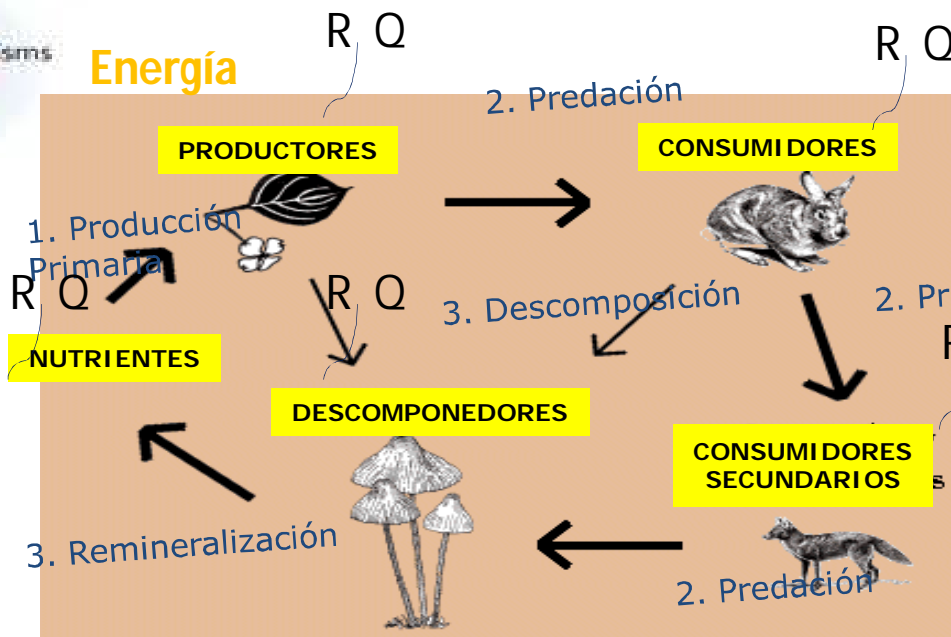 sms
R Q
R Q
Energía
2. Predación
PRODUCTORES
CONSUMIDORES
1. Producción
Primaria
R Q
R Q
3. Descomposición
2. Pr
NUTRIENTES
DESCOMPONEDORES
CONSUMIDORES
SECUNDARIOS
s
3. Remineralización
2. Predación